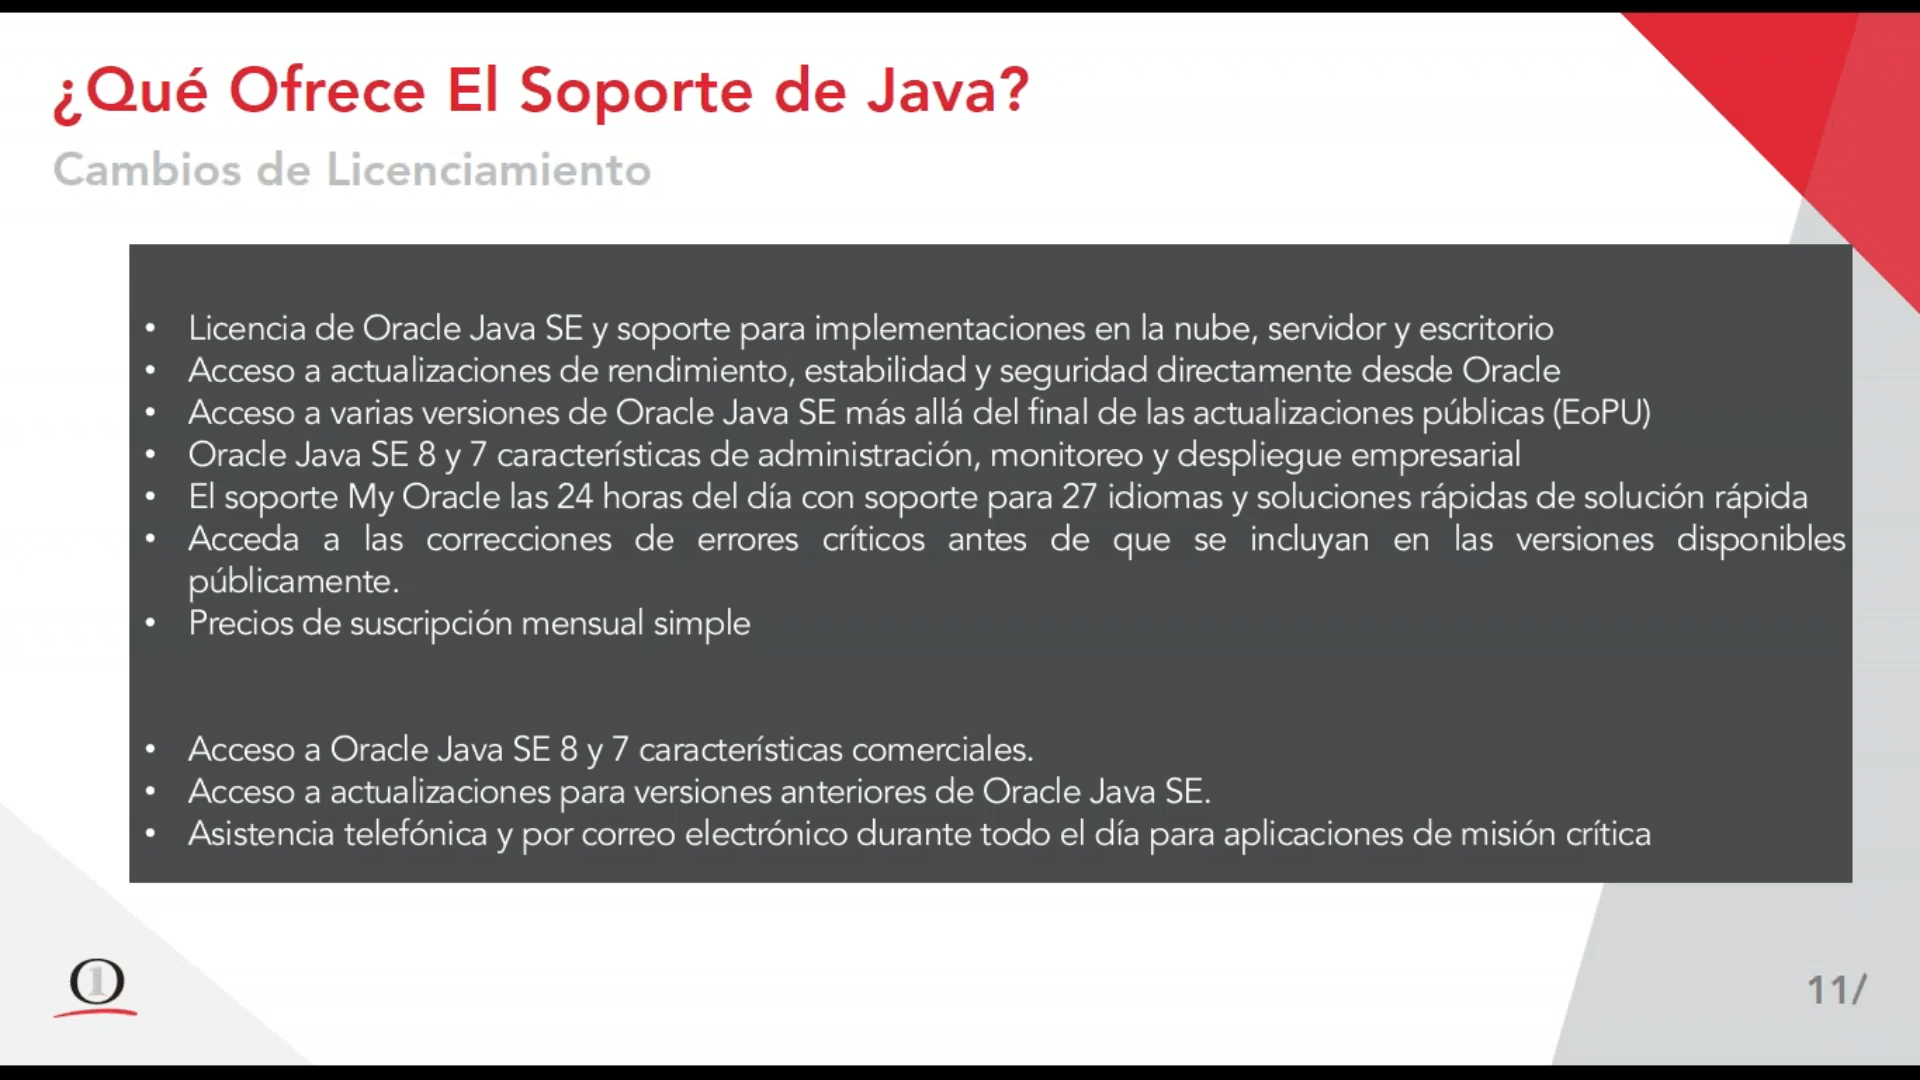 ¿Qué Ofrece El Soporte de Java?
Cambios de Licenciamiento
• Licencia de Oracle Java SE y soporte para implementaciones en la nube, servidor y escritorio
• Acceso a actualizaciones de rendimiento, estabilidad y seguridad directamente desde Oracle
• Acceso a varias versiones de Oracle Java SE más allá del final de las actualizaciones públicas (EoPU)
• Oracle Java SE 8 y 7 características de administración, monitoreo y despliegue empresarial
• El soporte My Oracle las 24 horas del día con soporte para 27 idiomas y soluciones rápidas de solución rápida
• Acceda a las correcciones de errores críticos antes de que se incluyan en las versiones disponibles
públicamente.
• Precios de suscripción mensual simple
• Acceso a Oracle Java SE 8 y 7 características comerciales.
• Acceso a actualizaciones para versiones anteriores de Oracle Java SE.
• Asistencia telefónica y por correo electrónico durante todo el día para aplicaciones de misión crítica
O1
11/